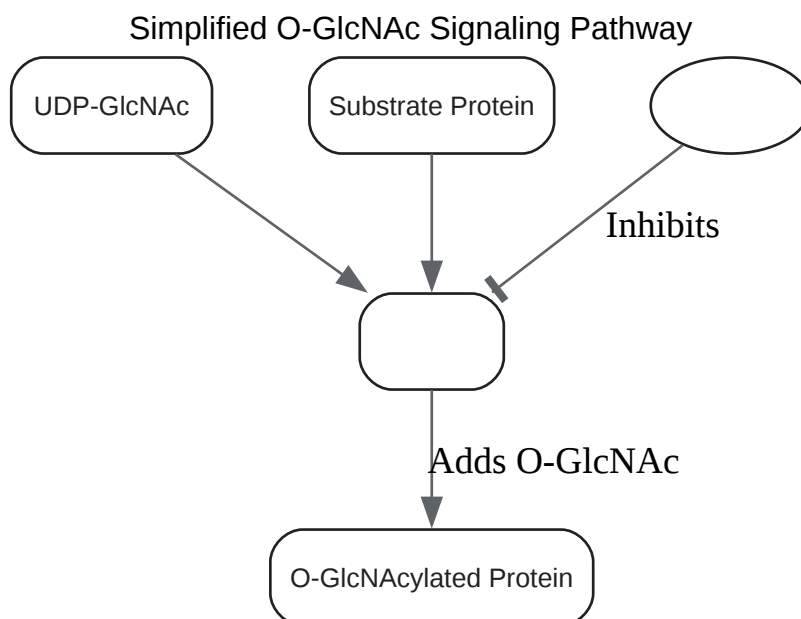 Simplified O-GlcNAc Signaling Pathway
UDP-GlcNAc
Substrate Protein
Inhibits
Adds O-GlcNAc
O-GlcNAcylated Protein